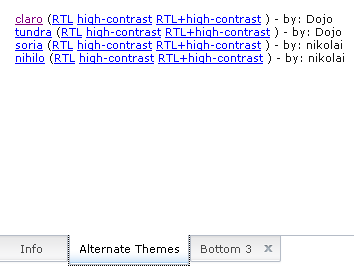 claro (RTL high-contrast RTL+high-contrast ) - by: Dojo
tundra (RTL high-contrast RTL+high-contrast ) - by: Dojo
soria (RTL high-contrast RTL+high-contrast ) - by: nikolai
nihilo (RTL high-contrast RTL+high-contrast ) - by: nikolai
Info Alternate Themes Bottom 3 x